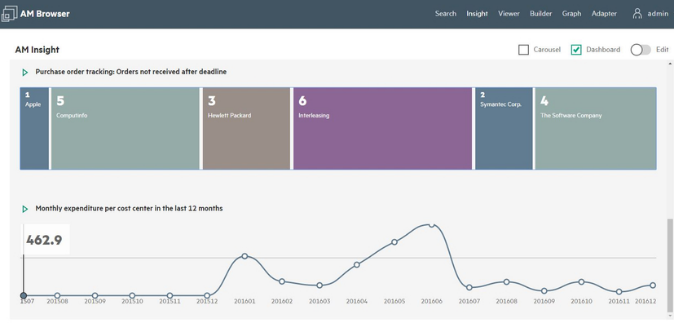 AM Browser
Search Insight Viewer Builder Graph Adapter admin
AM Insight
Carousel Dashboard Edit
Purchase order tracking: Orders not received after deadline
1 5 3 6 2 4
Apple Computinfo Hewlett Packard Interleasing Symantec Corp. The Software Company
Monthly expenditure per cost center in the last 12 months
462.9
1507 201508 201509 201510 201511 201512 201601 201602 201603 201604 201605 201606 201607 201608 201609 201610 201611 201612